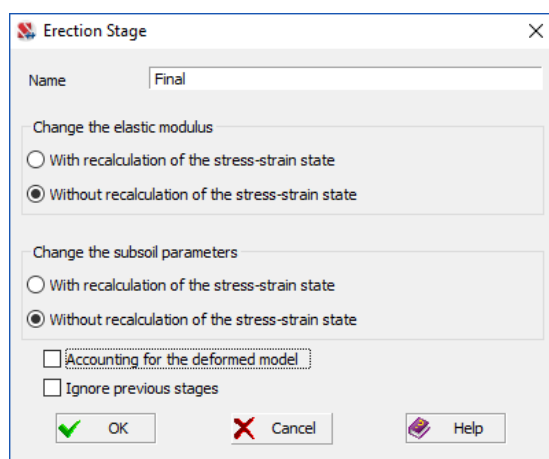 Erection Stage
Name Final
Change the elastic modulus
With recalculation of the stress-strain state
Without recalculation of the stress-strain state
Change the subsoil parameters
With recalculation of the stress-strain state
Without recalculation of the stress-strain state
Accounting for the deformed model
Ignore previous stages
OK Cancel Help